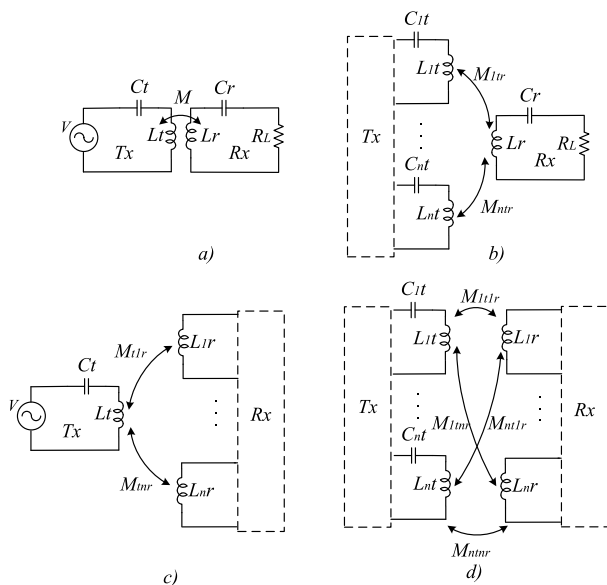 Ct
M
Cr
V
Lt
Lr
RL
Tx
Rx
a)
C1t
L1t
M1tr
Cr
Tx
Lr
RL
Rx
Cnt
Lnt
Mntr
b)
Ct
V
Lt
Tx
Mt1r
L1r
Rx
Mtnr
Lnr
c)
C1t
M1t1r
L1t
L1r
Tx
Rx
M1tnr
Mnt1r
Cnt
Lnt
Lnr
Mntnr
d)